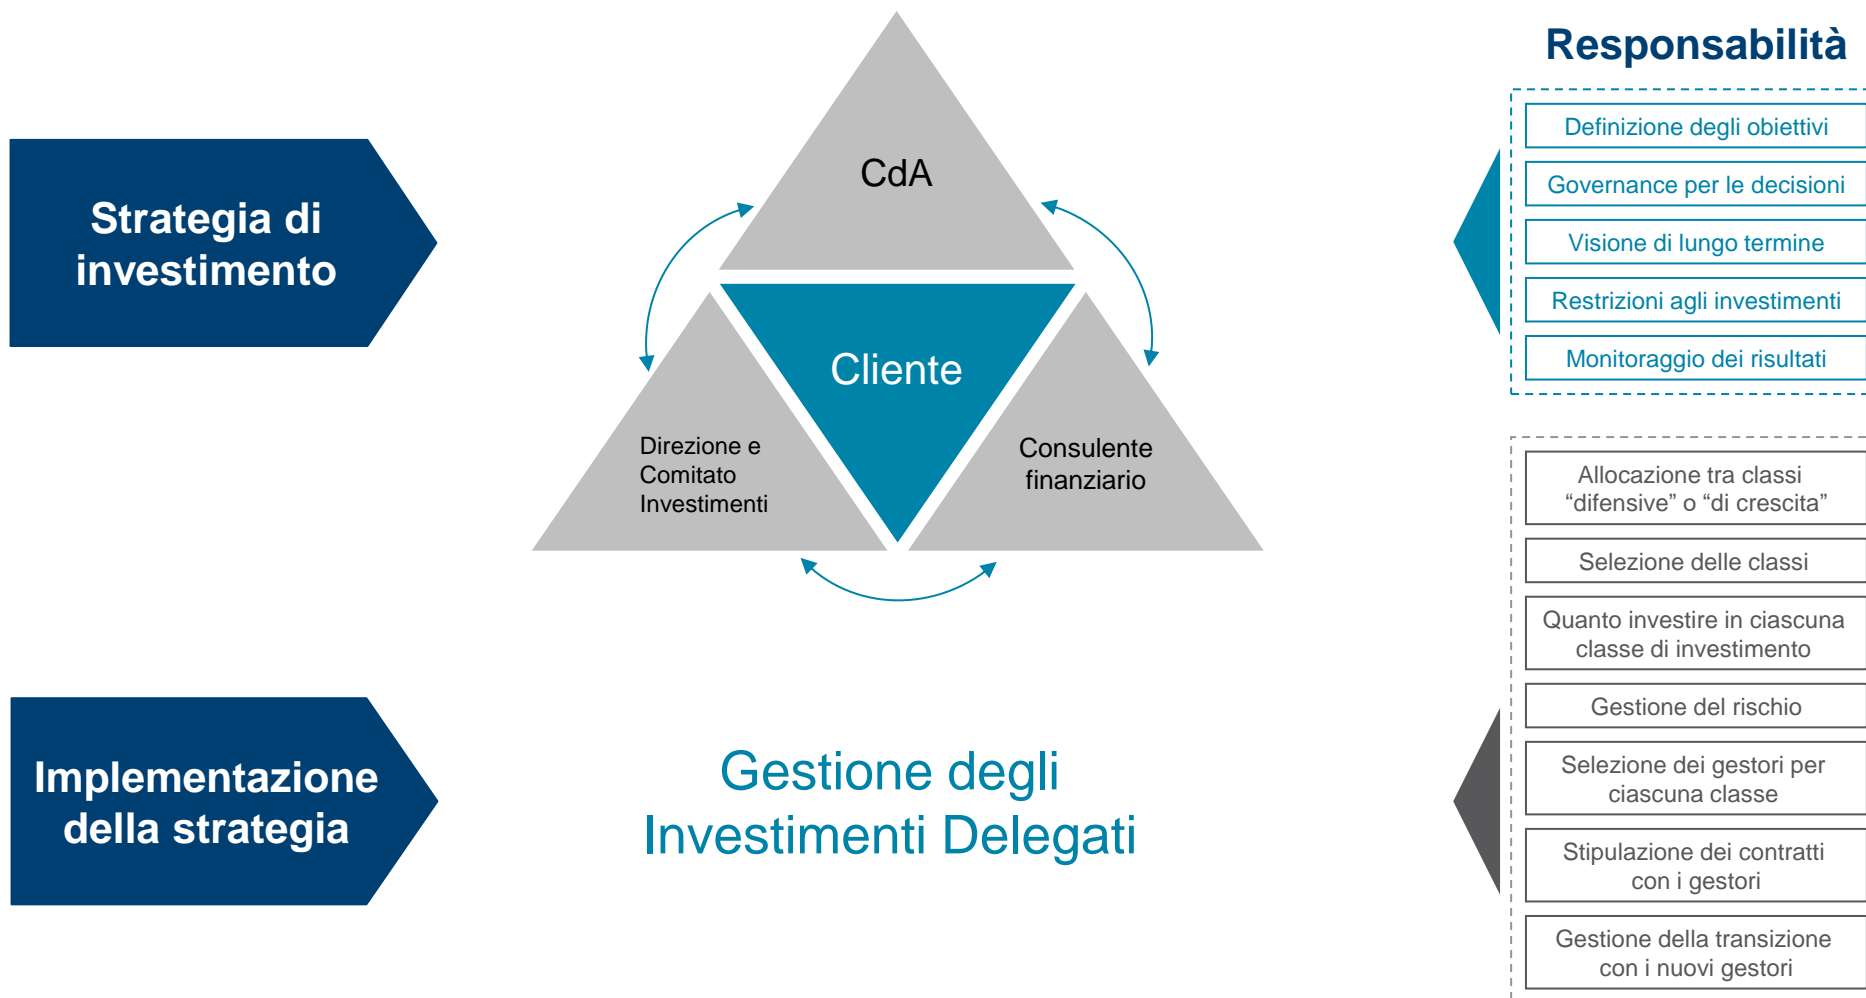 Responsabilità
Strategia di
investimento
CdA
Cliente
Direzione e
Comitato
Investimenti
Consulente
finanziario
Definizione degli obiettivi
Governance per le decisioni
Visione di lungo termine
Restrizioni agli investimenti
Monitoraggio dei risultati
Implementazione
della strategia
Gestione degli
Investimenti Delegati
Allocazione tra classi
“difensive” o “di crescita”
Selezione delle classi
Quanto investire in ciascuna
classe di investimento
Gestione del rischio
Selezione dei gestori per
ciascuna classe
Stipulazione dei contratti
con i gestori
Gestione della transizione
con i nuovi gestori